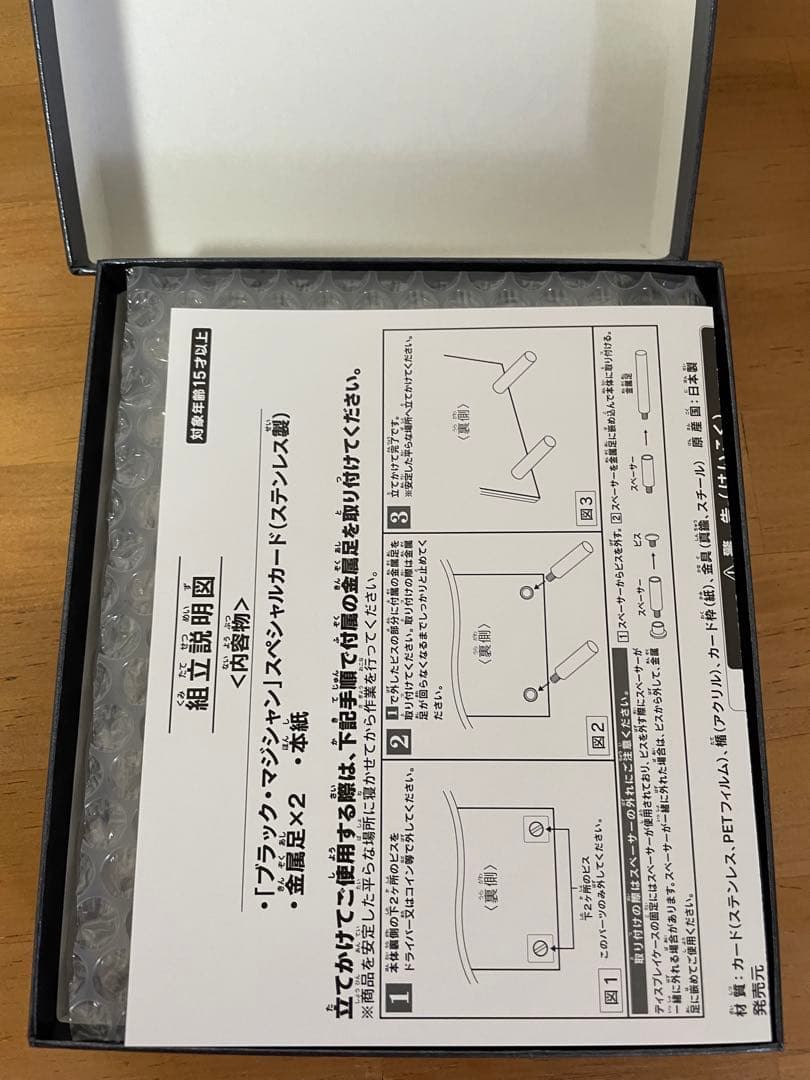 対象年齢15才以上
組立説明図
＜内容物＞
・「ブラック・マジシャン」スペシャルカード(ステンレス製)
・金属足×2 ・本紙
立てかけてご使用する際は、下記手順で付属の金属足を取り付けてください。
※商品を安定した平らな場所に寝かせてから作業を行ってください。
1 本体裏側の下2ヶ所のビスを
ドライバー又はコイン等で外してください。
〈裏側〉
下2ヶ所のビス
このパーツのみ外してください。
図1
2 1で外したビスの部分に付属の金属足を
取り付けてください。取り付けの際は金属
足が回らなくなるまでしっかりと止めてく
ださい。
〈裏側〉
図2
3 立てかけて完了です。
※安定した平らな場所へ立てかけてください。
〈裏側〉
図3
取り付けの際はスペーサーの外れにご注意ください。
ディスプレイケースの固定にはスペーサーが使用されており、ビスを外す際にスペーサーが
一緒に外れる場合があります。スペーサーが一緒に外れた場合は、ビスから外して、金属
足に嵌めてご使用ください。
1 スペーサーからビスを外す。
スペーサー
ビス
2 スペーサーを金属足に嵌め込んで本体に取り付ける。
スペーサー
金属足
材質：カード(ステンレス、PETフィルム)、楯(アクリル)、カード枠(紙)、金具(真鍮、スチール) 原産国：日本製
発売元